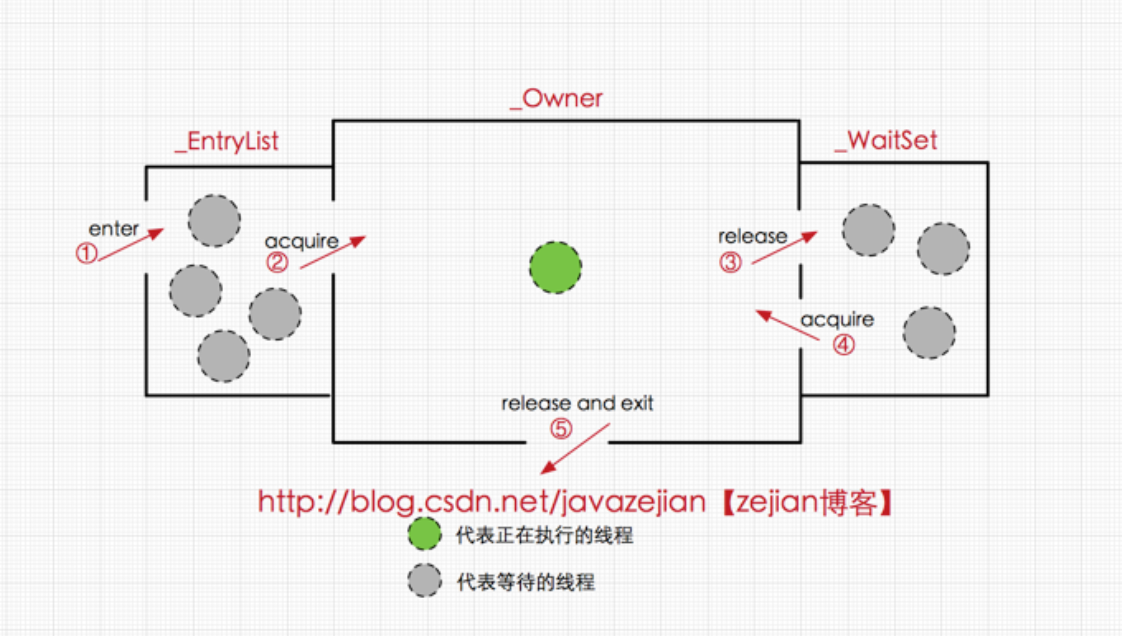 _Owner
_EntryList
_WaitSet
enter
①
acquire
②
release
③
acquire
④
release and exit
⑤
http://blog.csdn.net/javazejian【zejian博客】
代表正在执行的线程
代表等待的线程